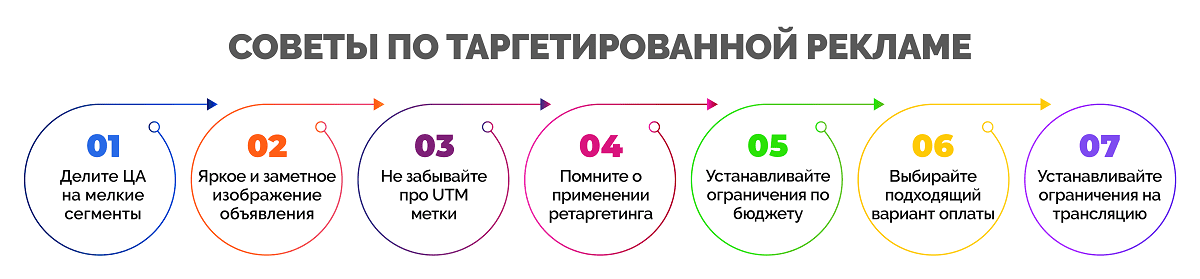 СОВЕТЫ ПО ТАРГЕТИРОВАННОЙ РЕКЛАМЕ
01
Делите ЦА
на мелкие
сегменты
02
Яркое и заметное
изображение
объявления
03
Не забывайте
про UTM
метки
04
Помните о
применении
ретаргетинга
05
Устанавливайте
ограничения по
бюджету
06
Выбирайте
подходящий
вариант оплаты
07
Устанавливайте
ограничения на
трансляцию